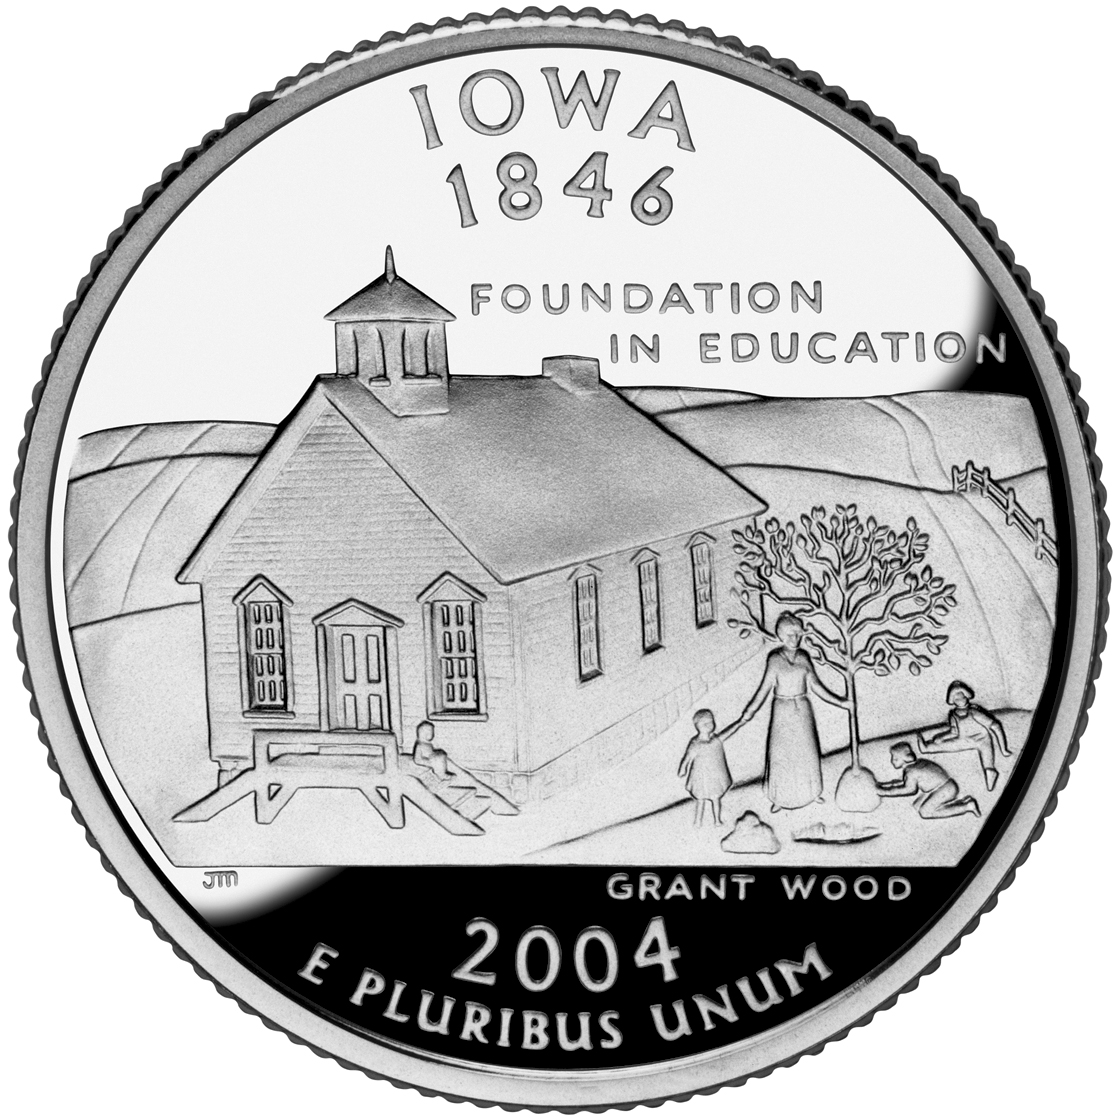 IOWA
1846
FOUNDATION
IN EDUCATION
JM
GRANT WOOD
2004
E PLURIBUS UNUM